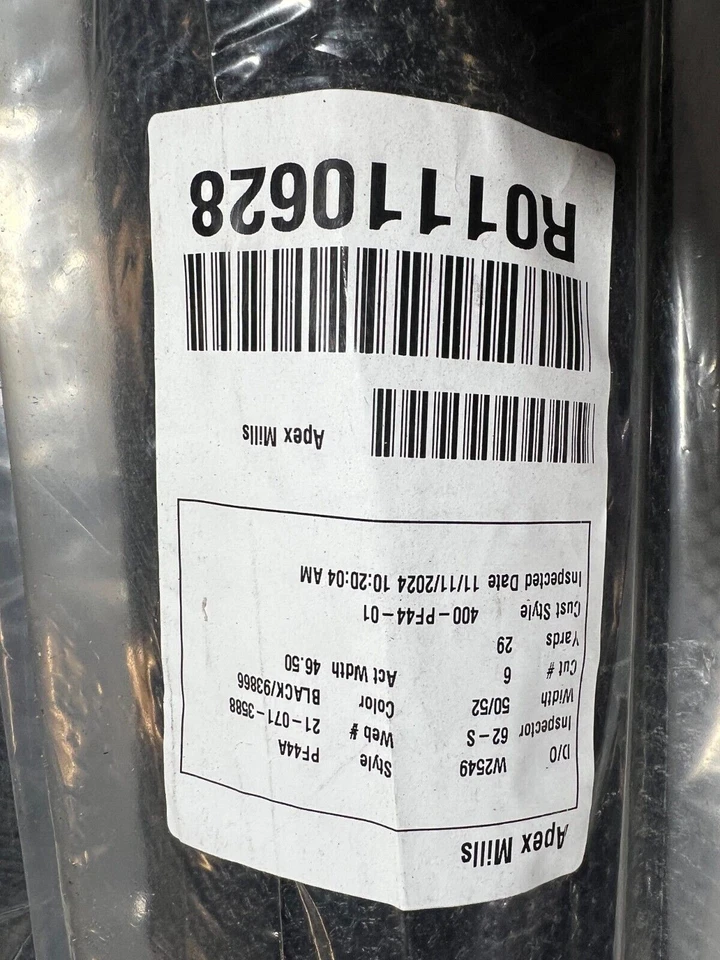 Apex Mills
D/O W2549 Style PF44A
Inspector 62-S Web # 21-071-3588
Width 50/52 Color BLACK/93866
Cut # 6 Act Wdth 46.50
Yards 29
Cust Style 400-PF44-01
Inspected Date 11/11/2024 10:20:04 AM
Apex Mills
R01110628